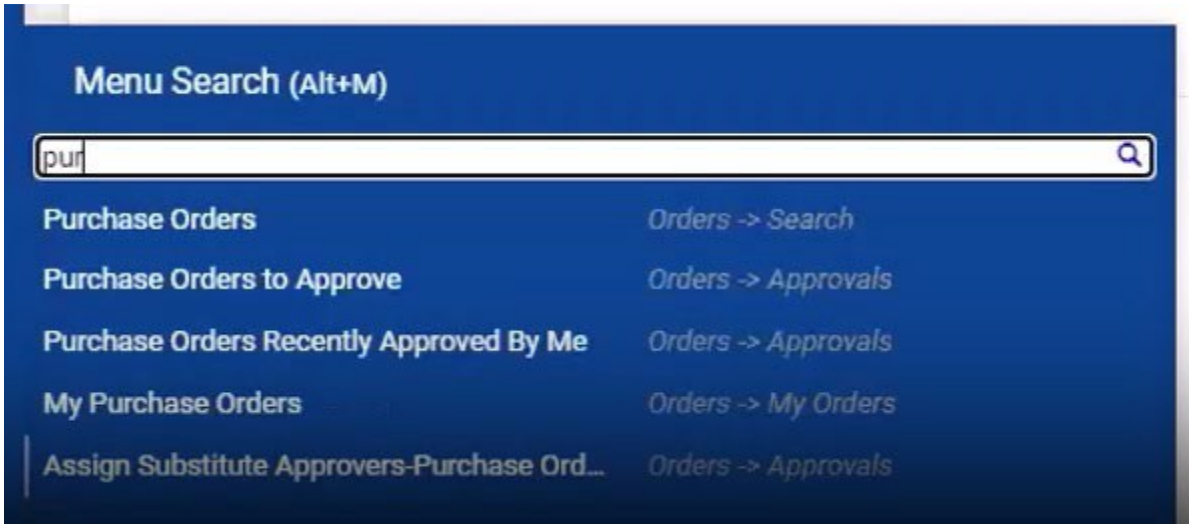 Menu Search (Alt+M)
pur
Purchase Orders Orders -> Search
Purchase Orders to Approve Orders -> Approvals
Purchase Orders Recently Approved By Me Orders -> Approvals
My Purchase Orders Orders -> My Orders
Assign Substitute Approvers-Purchase Ord... Orders -> Approvals